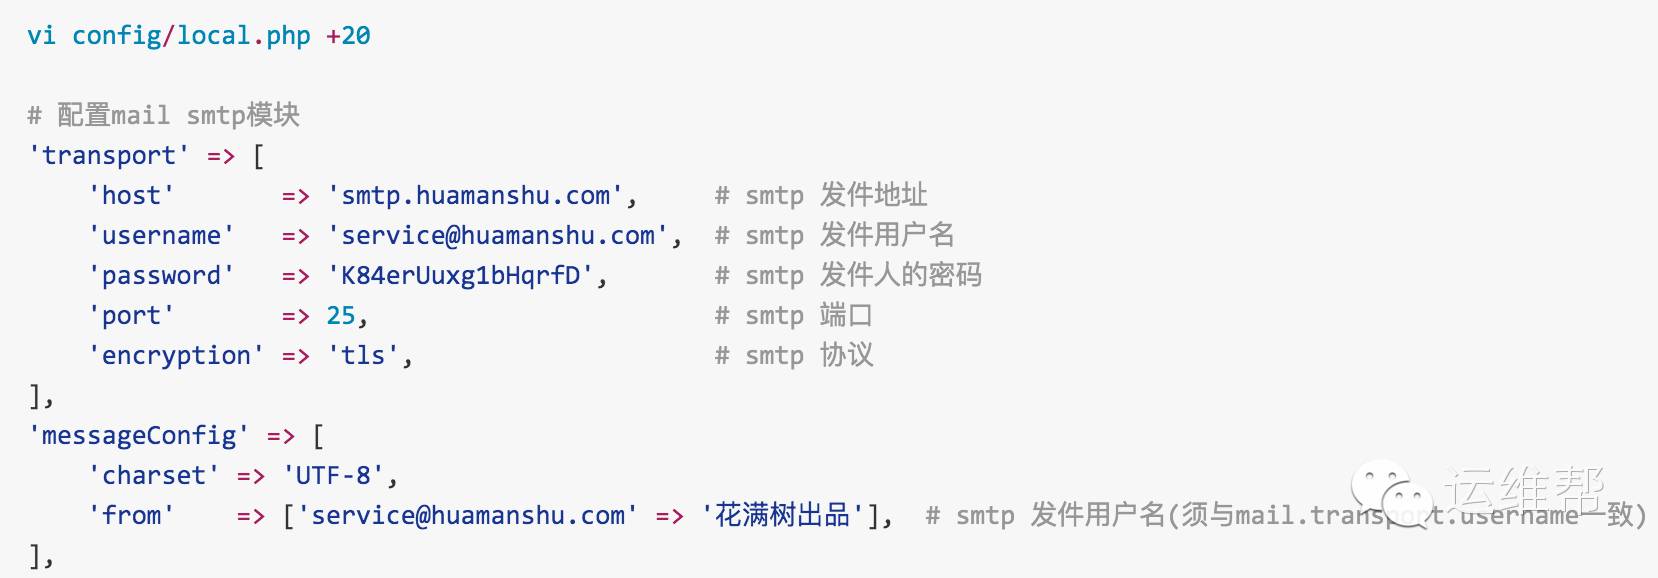 vi config/local.php +20
# 配置mail smtp模块
'transport' => [
    'host'       => 'smtp.huamanshu.com',     # smtp 发件地址
    'username'   => 'service@huamanshu.com',  # smtp 发件用户名
    'password'   => 'K84erUuxg1bHqrfD',       # smtp 发件人的密码
    'port'       => 25,                       # smtp 端口
    'encryption' => 'tls',                    # smtp 协议
],
'messageConfig' => [
    'charset' => 'UTF-8',
    'from'    => ['service@huamanshu.com' => '花满树出品'],  # smtp 发件用户名(须与mail.transport.username一致)
],
运维帮